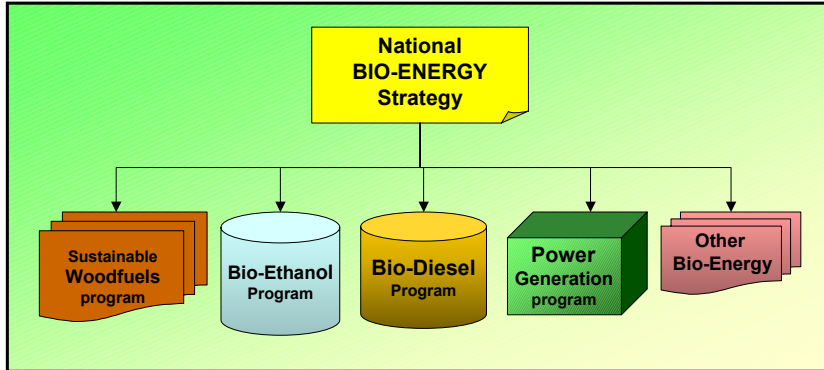 National
BIO-ENERGY
Strategy
Sustainable
Woodfuels
program
Bio-Ethanol
Program
Bio-Diesel
Program
Power
Generation
program
Other
Bio-Energy